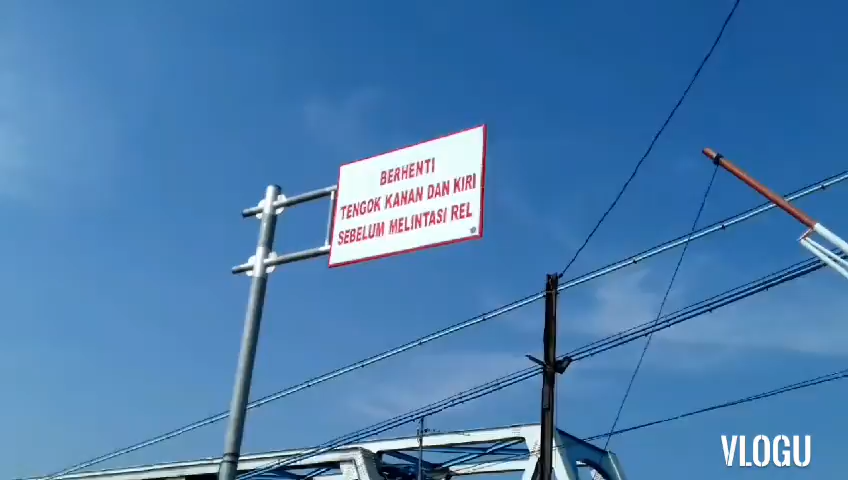 BERHENTI
TENGOK KANAN DAN KIRI
SEBELUM MELINTASI REL
VLOGU